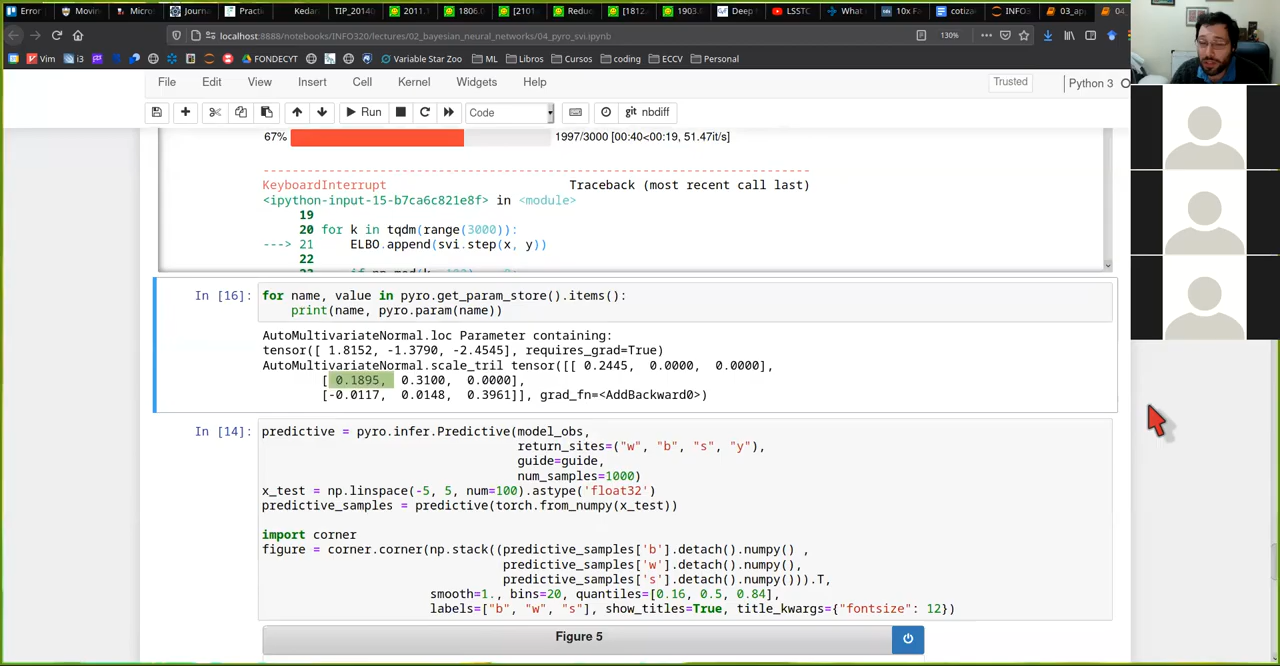 Error
Movin
Micro
Journa
Practi
Kedar
TIP_20140
2011.1
1806.0
[2101
Redu
[1812.
1903.
Deep
LSSTC
What
10x Fa
cotiza
INFO3
03_ap
04_
localhost:8888/notebooks/INFO320/lectures/02_bayesian_neural_networks/04_pyro_svi.ipynb
130%
Vim i3 FONDECYT Variable Star Zoo ML Libros Cursos coding ECCV Personal
File Edit View Insert Cell Kernel Widgets Help Trusted Python 3
Run Code nbdiff
67% 1997/3000 [00:40<00:19, 51.47it/s]
KeyboardInterrupt Traceback (most recent call last)
<ipython-input-15-b7ca6c821e8f> in <module>
19
20 for k in tqdm(range(3000)):
---> 21 ELBO.append(svi.step(x, y))
22
In [16]: for name, value in pyro.get_param_store().items():
print(name, pyro.param(name))
AutoMultivariateNormal.loc Parameter containing:
tensor([ 1.8152, -1.3790, -2.4545], requires_grad=True)
AutoMultivariateNormal.scale_tril tensor([[ 0.2445, 0.0000, 0.0000],
[ 0.1895, 0.3100, 0.0000],
[-0.0117, 0.0148, 0.3961]], grad_fn=<AddBackward0>)
In [14]: predictive = pyro.infer.Predictive(model_obs,
return_sites=("w", "b", "s", "y"),
guide=guide,
num_samples=1000)
x_test = np.linspace(-5, 5, num=100).astype('float32')
predictive_samples = predictive(torch.from_numpy(x_test))
import corner
figure = corner.corner(np.stack((predictive_samples['b'].detach().numpy() ,
predictive_samples['w'].detach().numpy(),
predictive_samples['s'].detach().numpy())).T,
smooth=1., bins=20, quantiles=[0.16, 0.5, 0.84],
labels=["b", "w", "s"], show_titles=True, title_kwargs={"fontsize": 12})
Figure 5